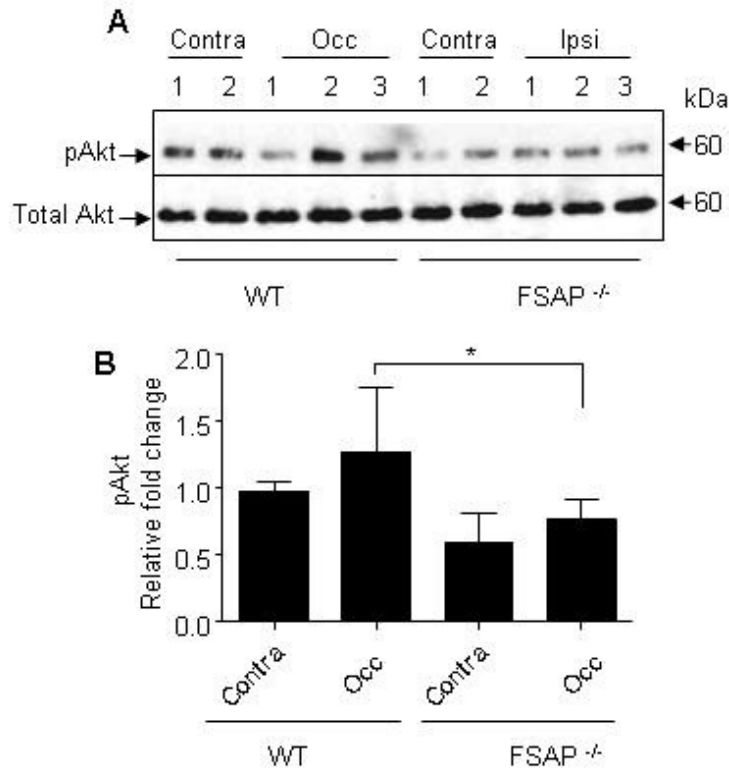 A
Contra Occ Contra Ipsi
1 2 1 2 3 1 2 1 2 3 kDa
pAkt 60
Total Akt 60
WT FSAP -/-
B
*
pAkt
Relative fold change
2.0
1.5
1.0
0.5
0.0
Contra Occ Contra Occ
WT FSAP -/-